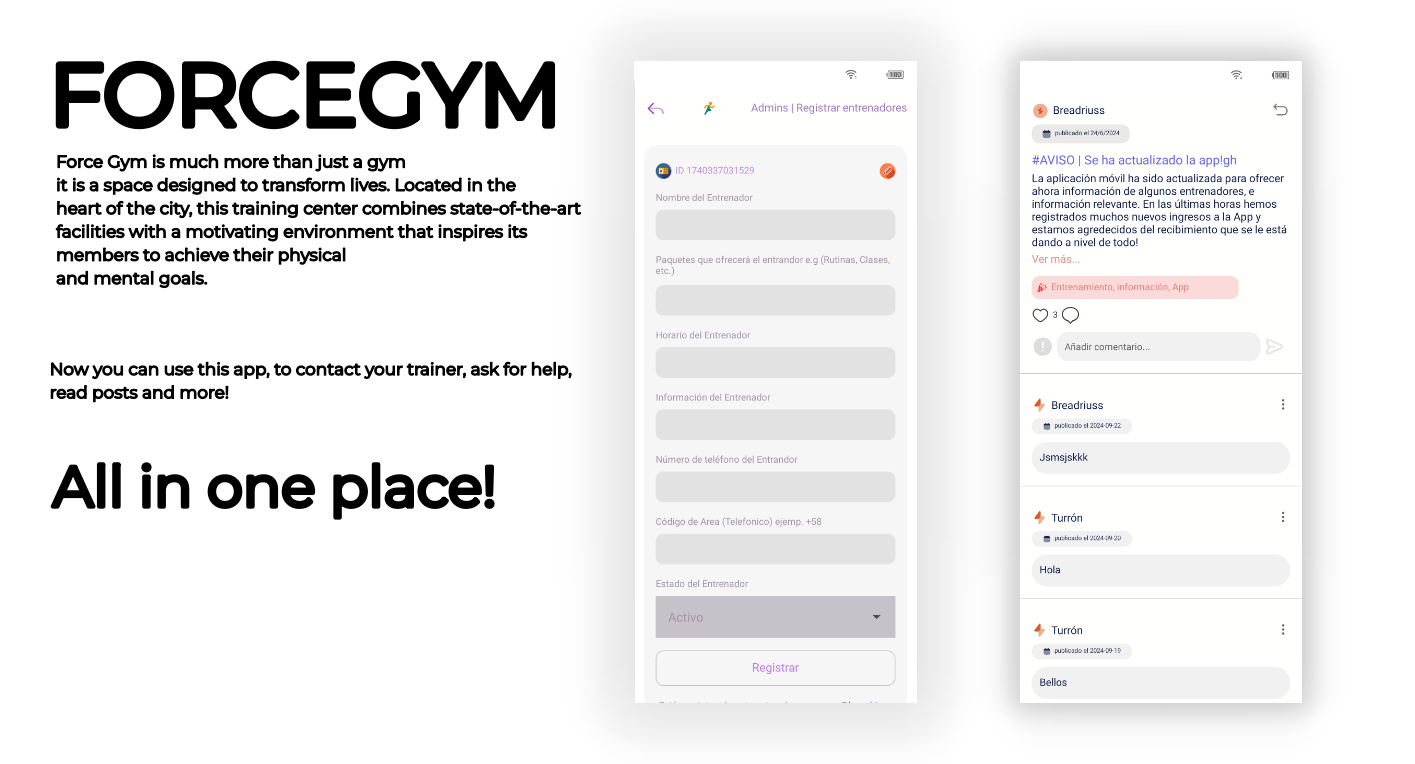 FORCEGYM
Force Gym is much more than just a gym
it is a space designed to transform lives. Located in the
heart of the city, this training center combines state-of-the-art
facilities with a motivating environment that inspires its
members to achieve their physical
and mental goals.
Now you can use this app, to contact your trainer, ask for help,
read posts and more!
All in one place!
100
Admins | Registrar entrenadores
ID 1740337031529
Nombre del Entrenador
Paquetes que ofrecerá el entrandor e.g (Rutinas, Clases,
etc.)
Horario del Entrenador
Información del Entrenador
Número de teléfono del Entrandor
Código de Area (Telefonico) ejemp. +58
Estado del Entrenador
Activo
Registrar
100
Breadriuss
publicado el 24/6/2024
#AVISO | Se ha actualizado la app!gh
La aplicación móvil ha sido actualizada para ofrecer
ahora información de algunos entrenadores, e
información relevante. En las últimas horas hemos
registrados muchos nuevos ingresos a la App y
estamos agredecidos del recibimiento que se le está
dando a nivel de todo!
Ver más...
Entrenamiento, información, App
3
Añadir comentario...
Breadriuss
publicado el 2024-09-22
Jsmsjskkk
Turrón
publicado el 2024-09-20
Hola
Turrón
publicado el 2024-09-19
Bellos